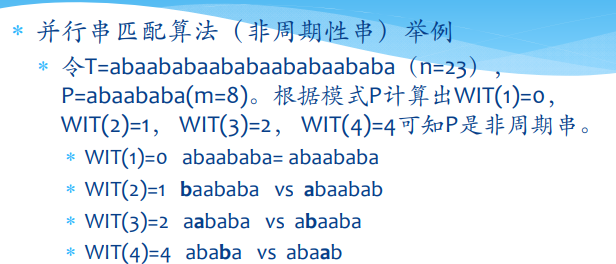 * 并行串匹配算法（非周期性串）举例
* 令T=abaababaababaababaababa（n=23），
P=abaababa(m=8)。根据模式P计算出WIT(1)=0，
WIT(2)=1， WIT(3)=2， WIT(4)=4可知P是非周期串。
* WIT(1)=0 abaababa= abaababa
* WIT(2)=1 baababa vs abaabab
* WIT(3)=2 aababa vs abaaba
* WIT(4)=4 ababa vs abaab